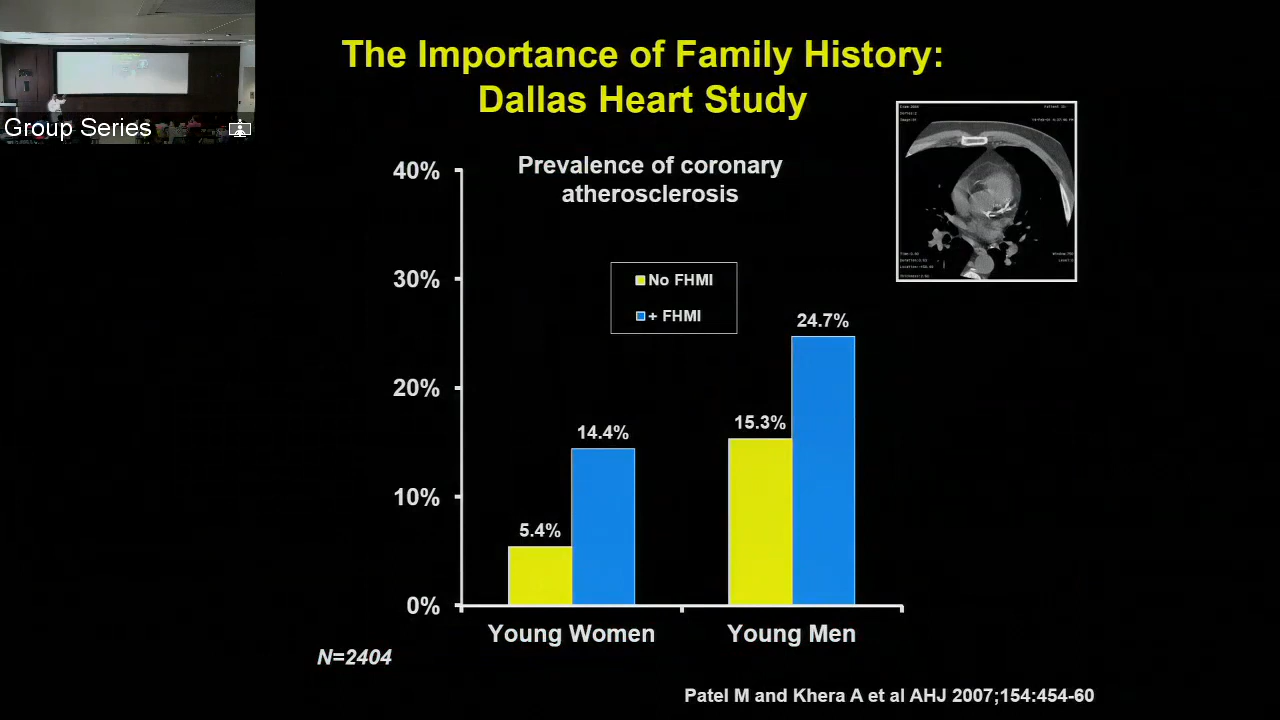 The Importance of Family History:
Dallas Heart Study
Group Series
Prevalence of coronary
atherosclerosis
40%
30%
20%
10%
0%
No FHMI
+ FHMI
5.4%
14.4%
15.3%
24.7%
Young Women
Young Men
N=2404
Patel M and Khera A et al AHJ 2007;154:454-60